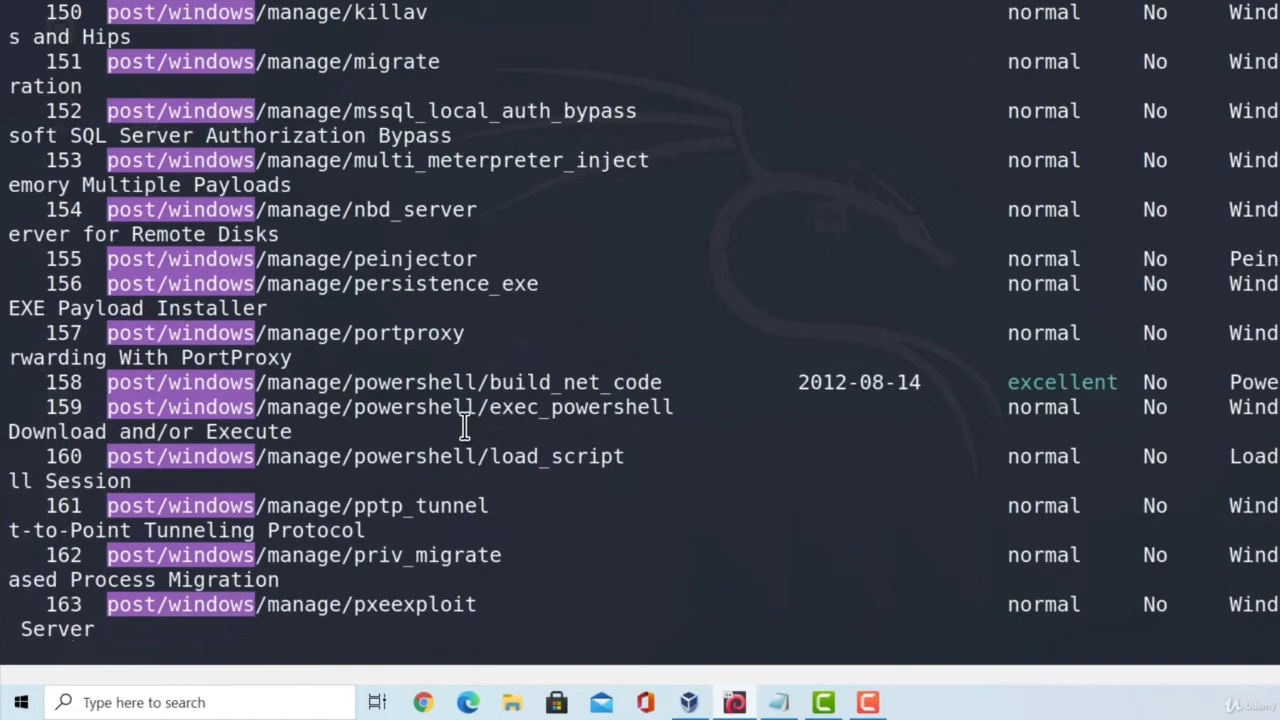 150 post/windows/manage/killav normal No Wind
s and Hips
151 post/windows/manage/migrate normal No Wind
ration
152 post/windows/manage/mssql_local_auth_bypass normal No Wind
soft SQL Server Authorization Bypass
153 post/windows/manage/multi_meterpreter_inject normal No Wind
emory Multiple Payloads
154 post/windows/manage/nbd_server normal No Wind
erver for Remote Disks
155 post/windows/manage/peinjector normal No Pein
156 post/windows/manage/persistence_exe normal No Wind
EXE Payload Installer
157 post/windows/manage/portproxy normal No Wind
rwarding With PortProxy
158 post/windows/manage/powershell/build_net_code 2012-08-14 excellent No Powe
159 post/windows/manage/powershell/exec_powershell normal No Wind
Download and/or Execute
160 post/windows/manage/powershell/load_script normal No Load
ll Session
161 post/windows/manage/pptp_tunnel normal No Wind
t-to-Point Tunneling Protocol
162 post/windows/manage/priv_migrate normal No Wind
ased Process Migration
163 post/windows/manage/pxeexploit normal No Wind
Server
Type here to search
Udemy